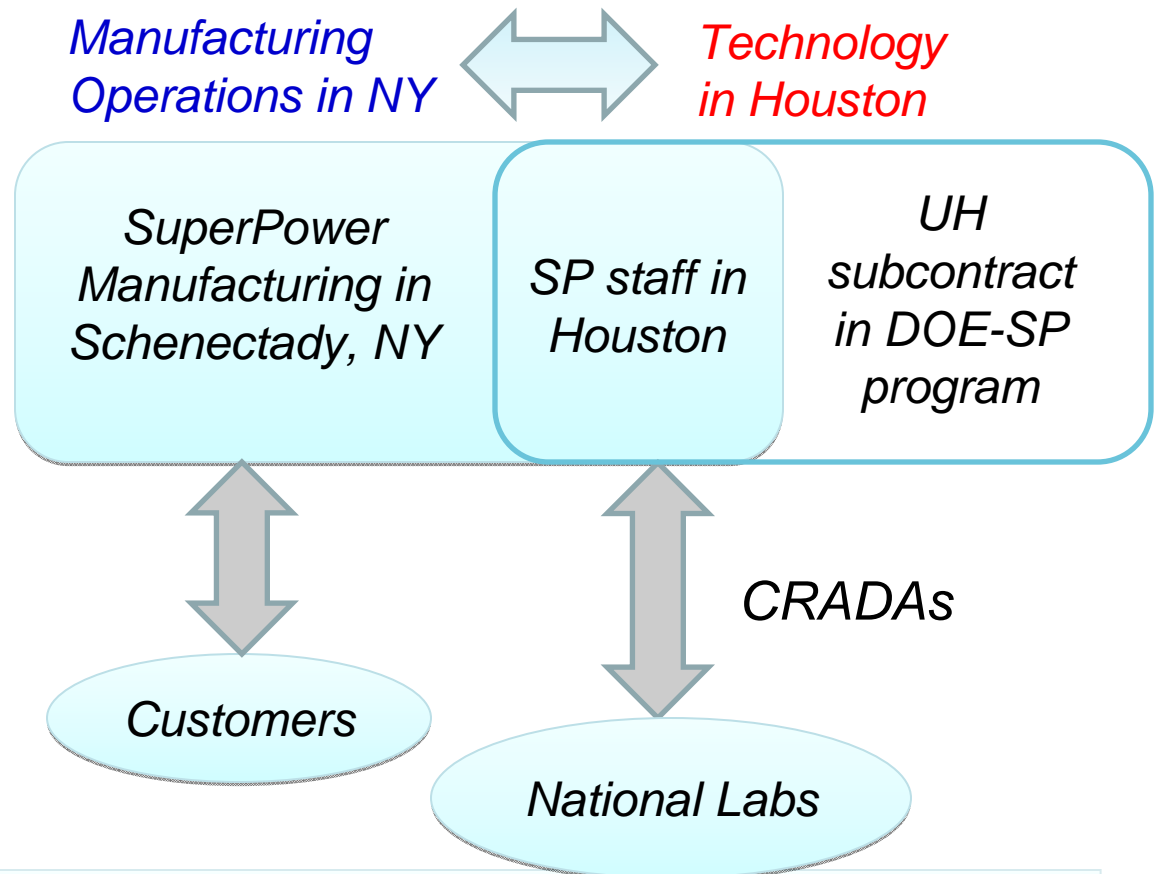 Manufacturing
Operations in NY
Technology
in Houston
SuperPower
Manufacturing in
Schenectady, NY
SP staff in
Houston
UH
subcontract
in DOE-SP
program
CRADAs
Customers
National Labs